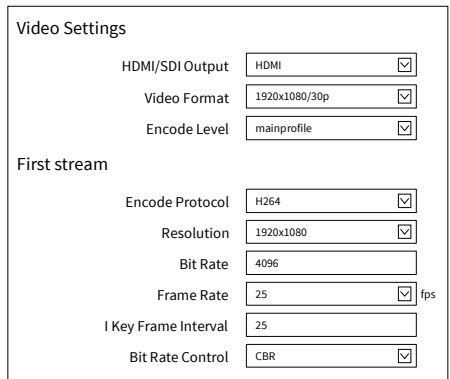 Video Settings
HDMI/SDI Output HDMI
Video Format 1920x1080/30p
Encode Level mainprofile
First stream
Encode Protocol H264
Resolution 1920x1080
Bit Rate 4096
Frame Rate 25 fps
I Key Frame Interval 25
Bit Rate Control CBR